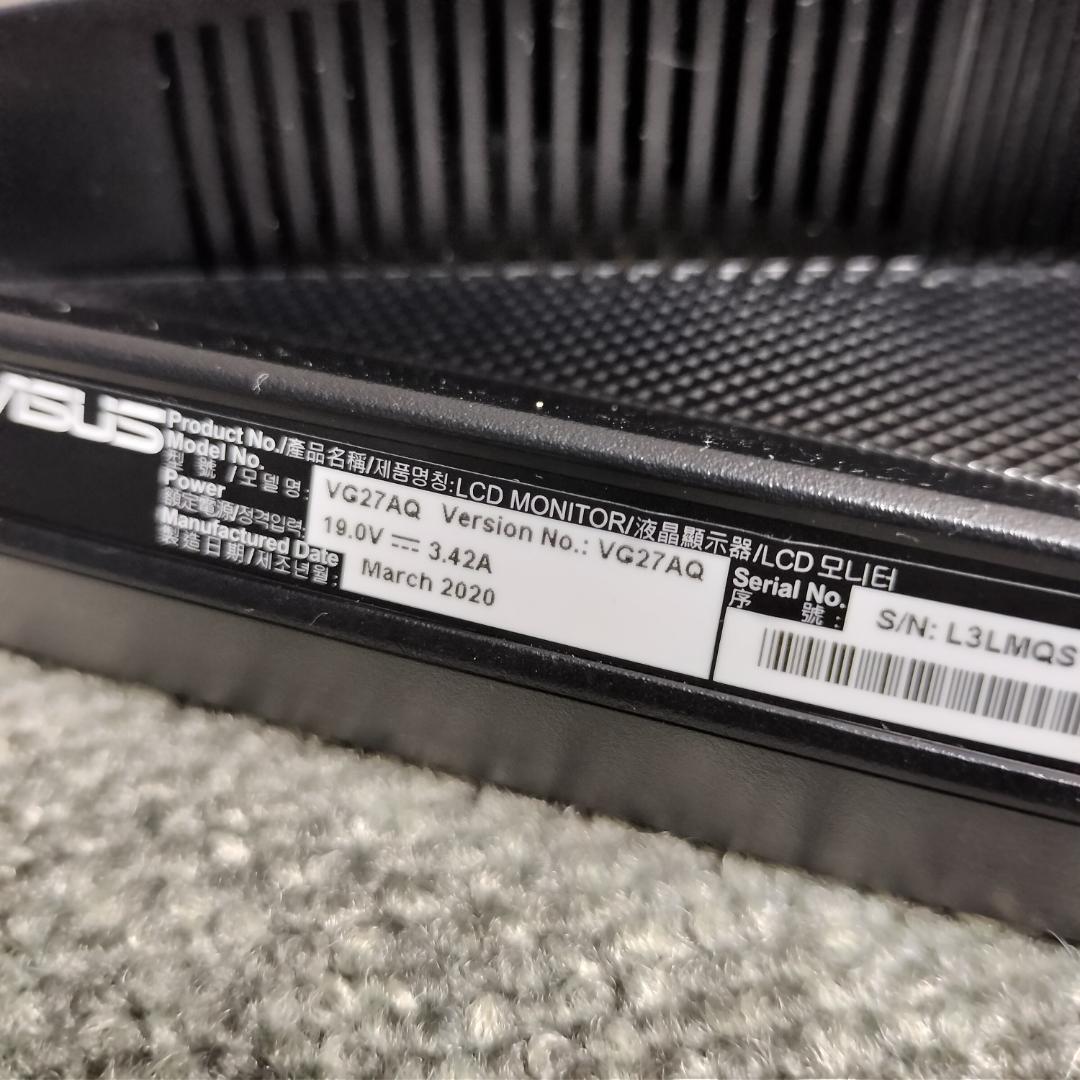 ASUS
Product No./產品名稱/제품명칭:LCD MONITOR/液晶顯示器/LCD 모니터
Model No.
型 號 /모델명: VG27AQ Version No.: VG27AQ
Power
額定電源/정격입력: 19.0V ⎓ 3.42A
Manufactured Date
製造日期/제조년월: March 2020
Serial No.
序 號: S/N: L3LMQS